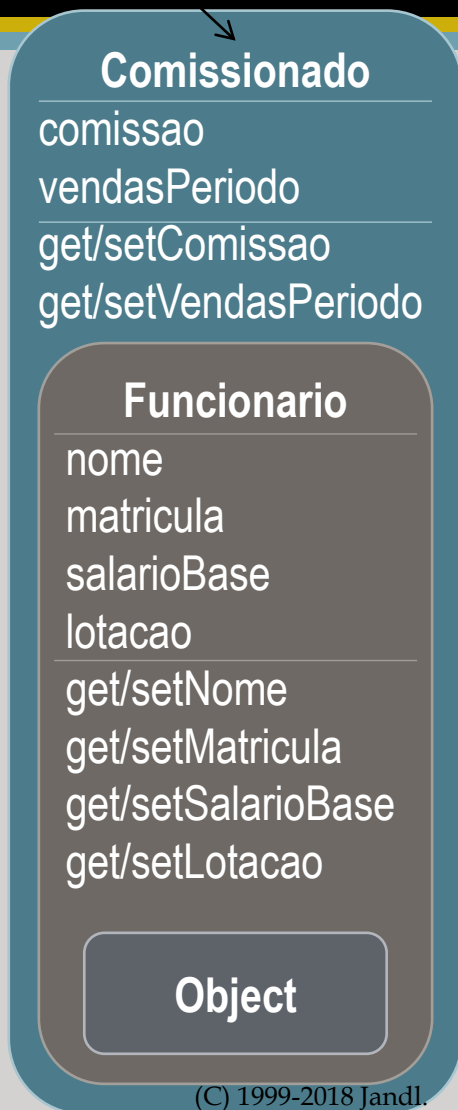 Comissionado
comissao
vendasPeriodo
get/setComissao
get/setVendasPeriodo
Funcionario
nome
matricula
salarioBase
lotacao
get/setNome
get/setMatricula
get/setSalarioBase
get/setLotacao
Object
(C) 1999-2018 Jandl.